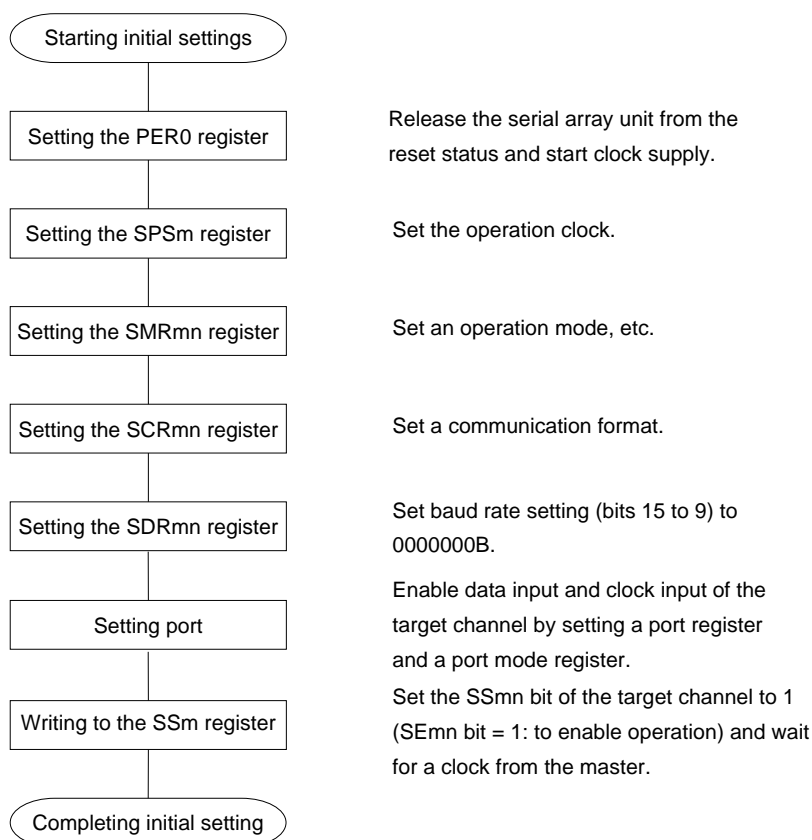 Starting initial settings
Setting the PER0 register
Release the serial array unit from the
reset status and start clock supply.
Setting the SPSm register
Set the operation clock.
Setting the SMRmn register
Set an operation mode, etc.
Setting the SCRmn register
Set a communication format.
Setting the SDRmn register
Set baud rate setting (bits 15 to 9) to
0000000B.
Setting port
Enable data input and clock input of the
target channel by setting a port register
and a port mode register.
Writing to the SSm register
Set the SSmn bit of the target channel to 1
(SEmn bit = 1: to enable operation) and wait
for a clock from the master.
Completing initial setting